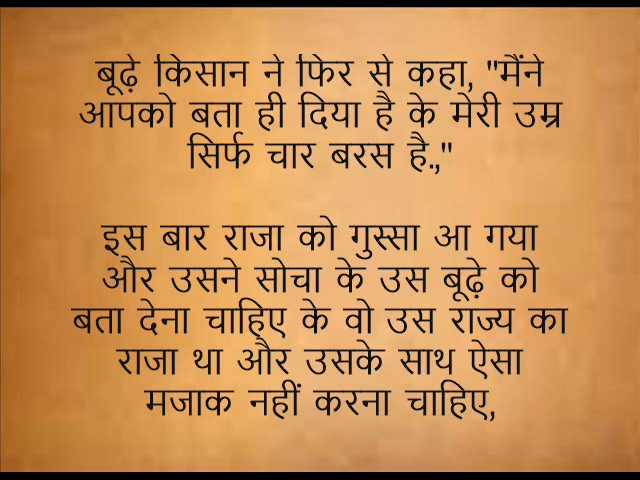 बूढ़े किसान ने फिर से कहा, "मैंने
आपको बता ही दिया है के मेरी उम्र
सिर्फ चार बरस है.,"
इस बार राजा को गुस्सा आ गया
और उसने सोचा के उस बूढ़े को
बता देना चाहिए के वो उस राज्य का
राजा था और उसके साथ ऐसा
मजाक नहीं करना चाहिए,